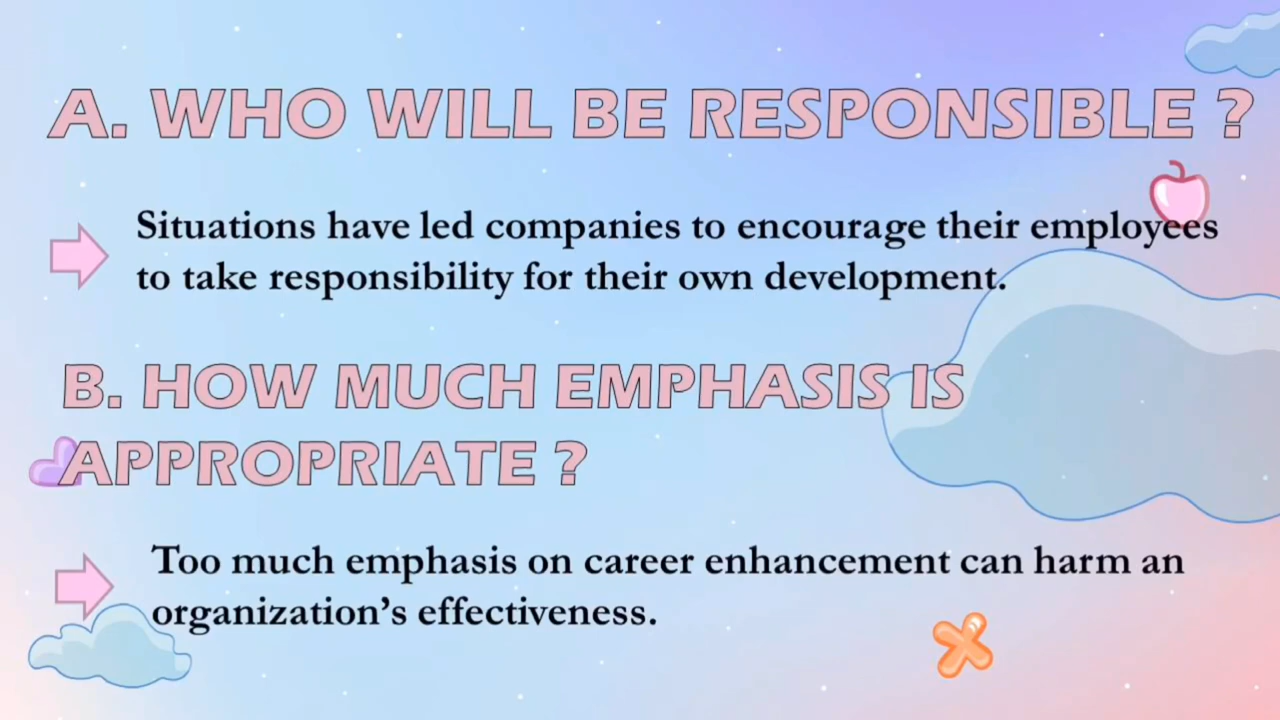 A. WHO WILL BE RESPONSIBLE ?
Situations have led companies to encourage their employees
to take responsibility for their own development.
B. HOW MUCH EMPHASIS IS
APPROPRIATE ?
Too much emphasis on career enhancement can harm an
organization’s effectiveness.